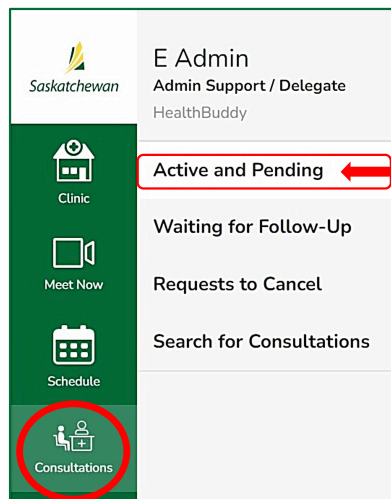 Saskatchewan
Clinic
Meet Now
Schedule
Consultations
E Admin
Admin Support / Delegate
HealthBuddy
Active and Pending
Waiting for Follow-Up
Requests to Cancel
Search for Consultations